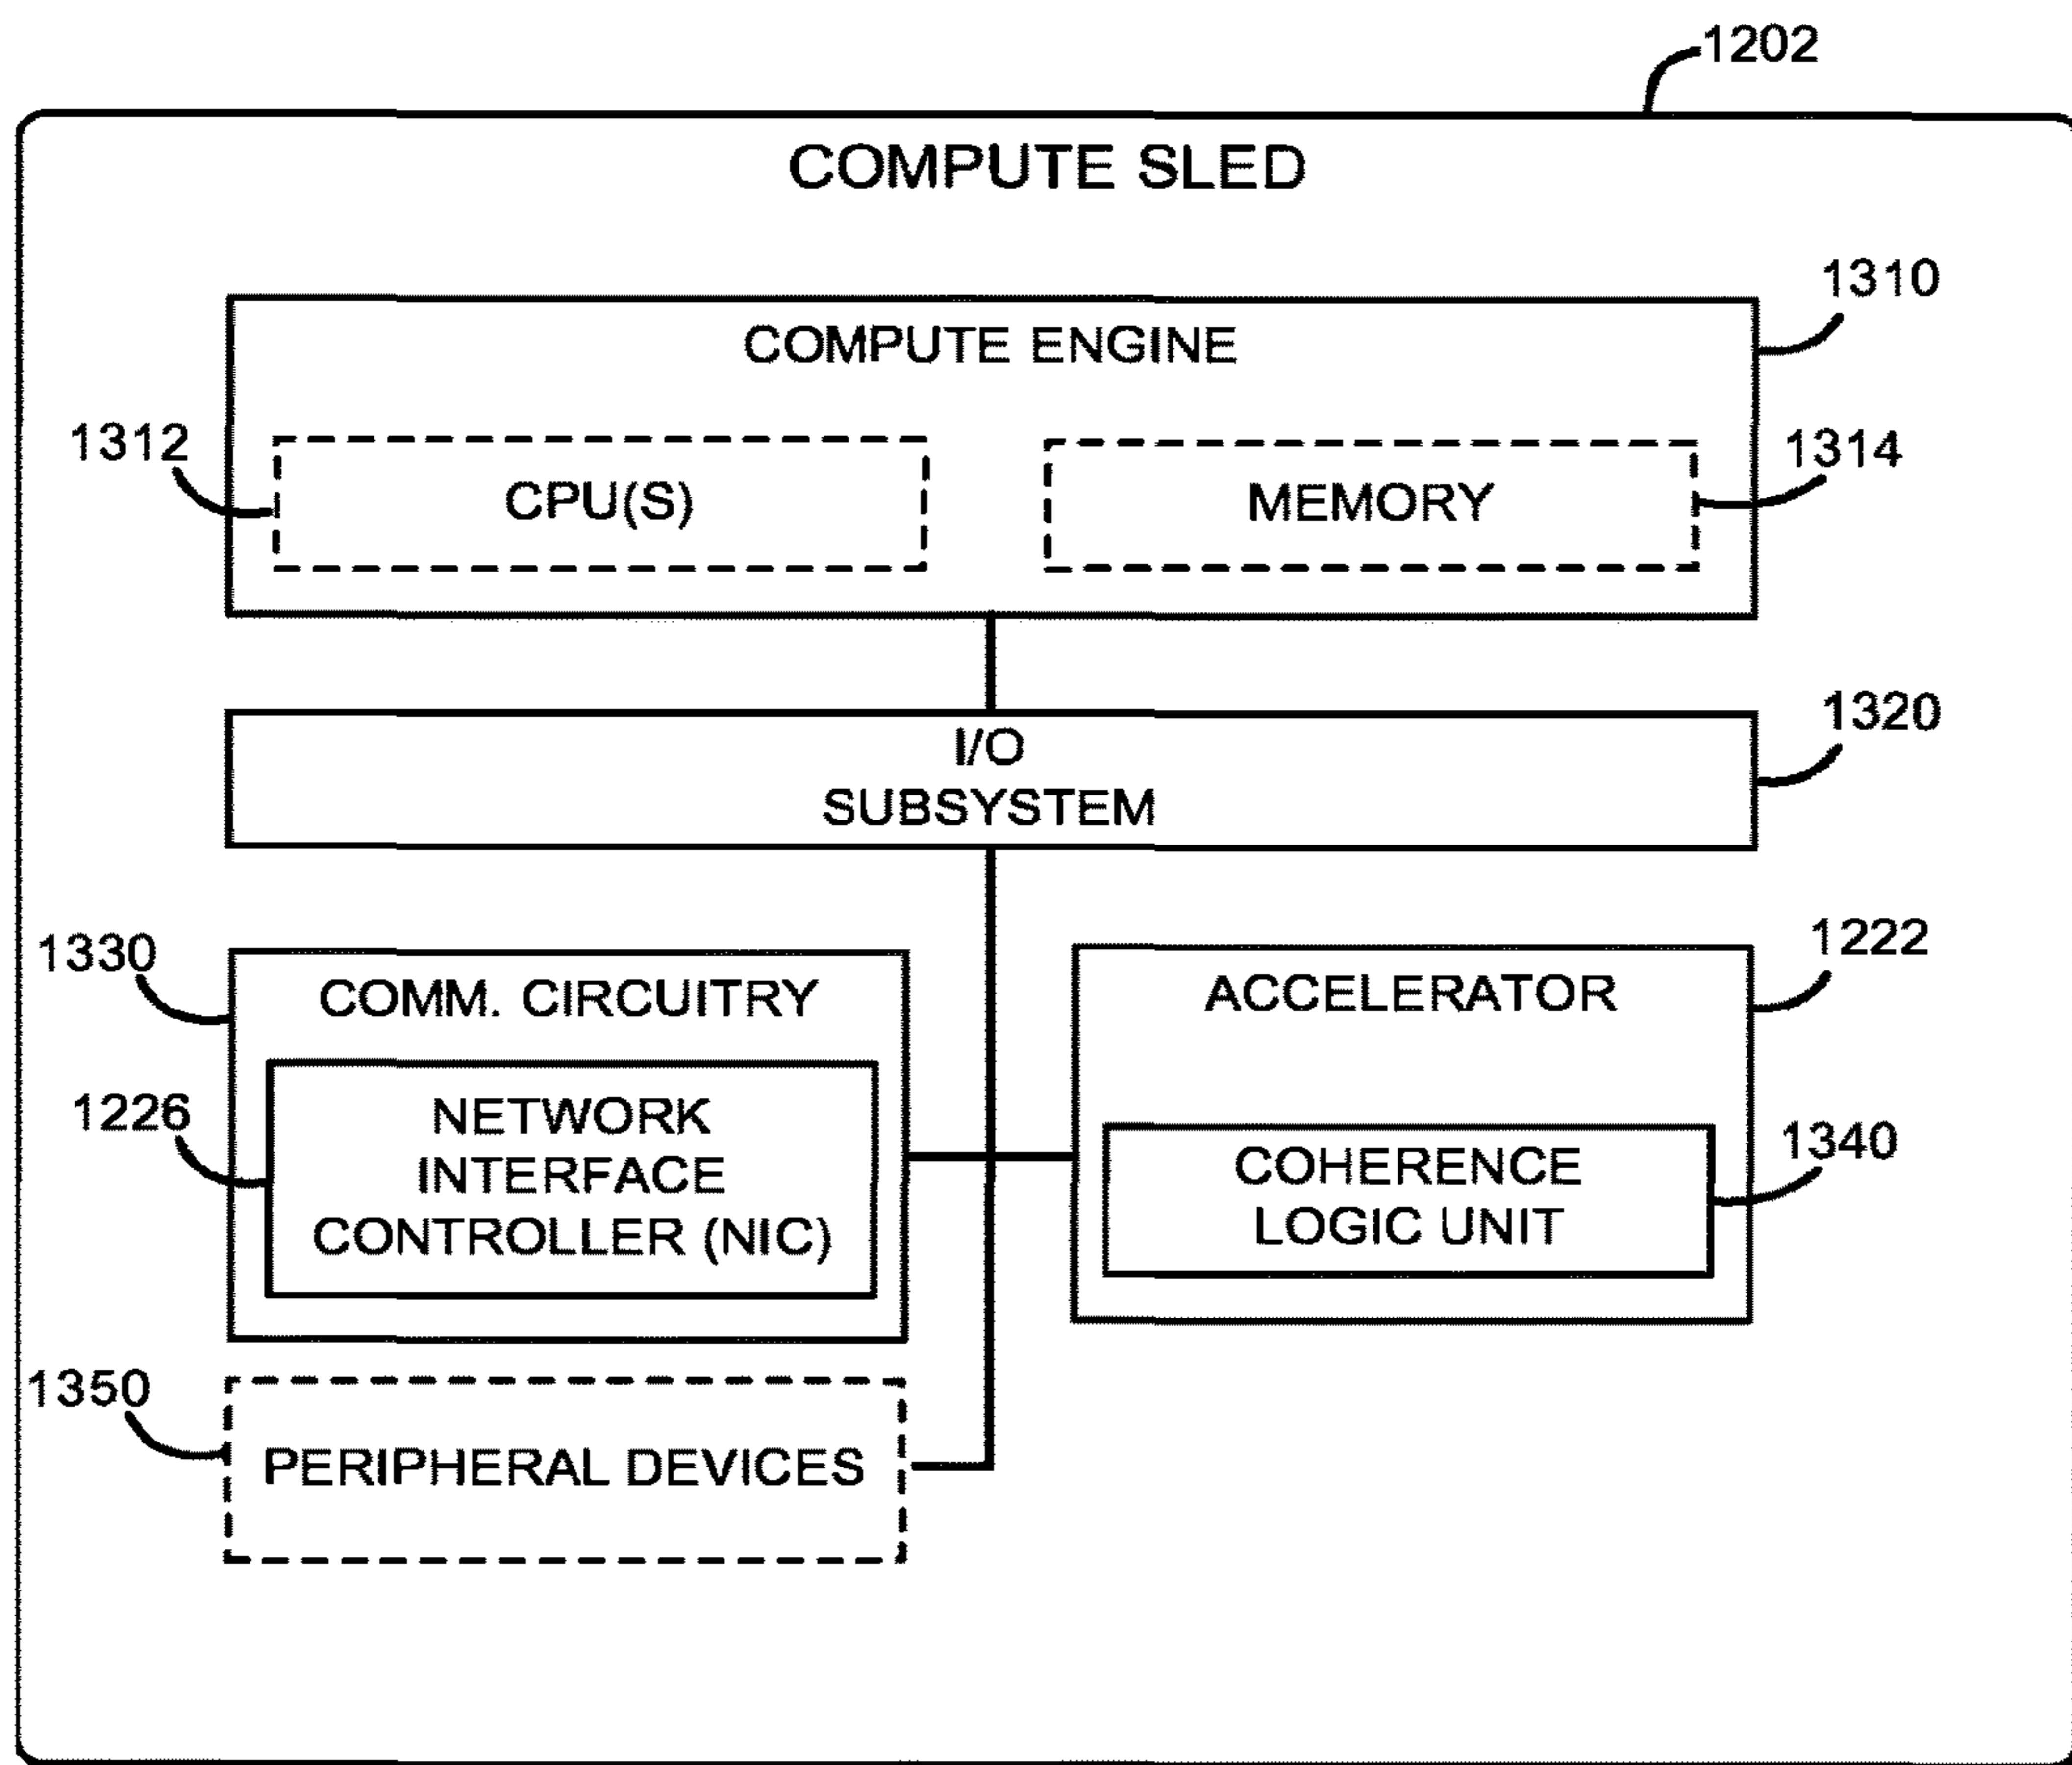 1202
COMPUTE SLED
1310
COMPUTE ENGINE
1312
CPU(S)
MEMORY
1314
1320
I/O
SUBSYSTEM
1330
COMM. CIRCUITRY
1226
NETWORK
INTERFACE
CONTROLLER (NIC)
1222
ACCELERATOR
1340
COHERENCE
LOGIC UNIT
1350
PERIPHERAL DEVICES